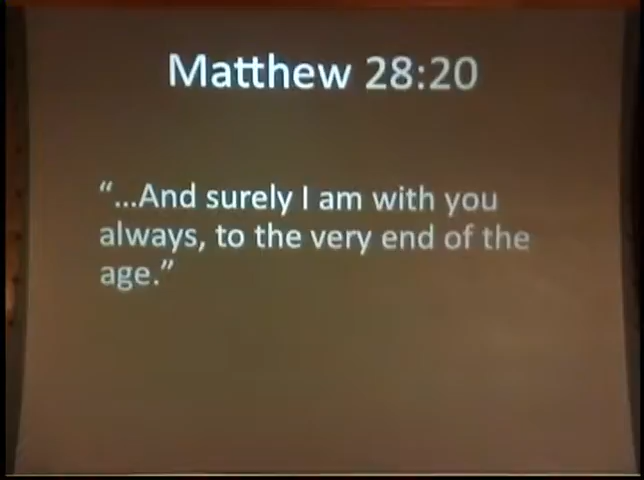 Matthew 28:20
“...And surely I am with you
always, to the very end of the
age.”